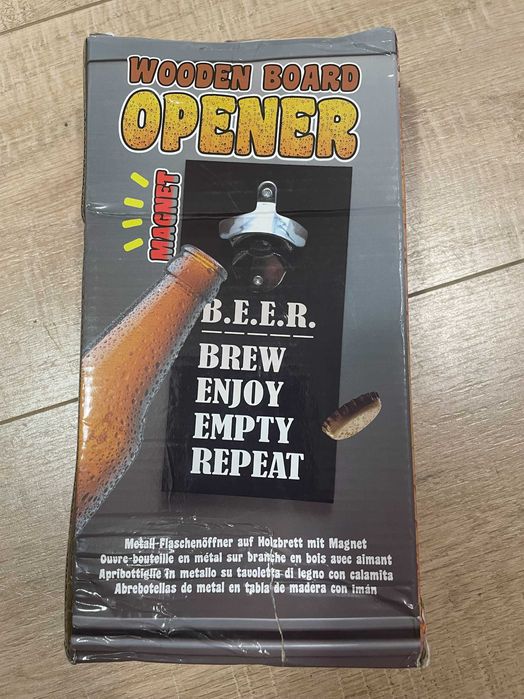 WOODEN BOARD
OPENER
MAGNET
B.E.E.R.
BREW
ENJOY
EMPTY
REPEAT
Metall-Flaschenöffner auf Holzbrett mit Magnet
Ouvre-bouteille en métal sur branche en bois avec aimant
Apribottiglie in metallo su tavoletta di legno con calamita
Abrebotellas de metal en tabla de madera con imán